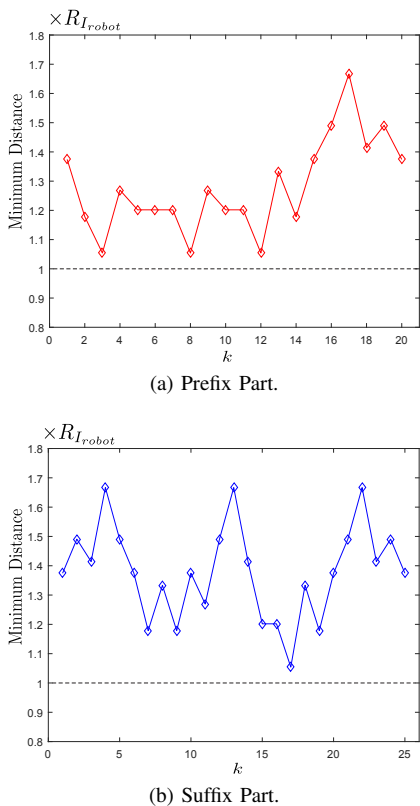 ×R_{I_{robot}}
1.8
1.7
1.6
1.5
1.4
1.3
1.2
1.1
1
0.9
0.8
Minimum Distance
0 2 4 6 8 10 12 14 16 18 20
k
(a) Prefix Part.
×R_{I_{robot}}
1.8
1.7
1.6
1.5
1.4
1.3
1.2
1.1
1
0.9
0.8
Minimum Distance
0 5 10 15 20 25
k
(b) Suffix Part.